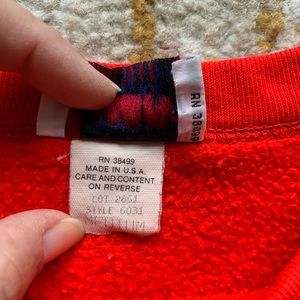 RN 38499
RN 38499
MADE IN U.S.A.
CARE AND CONTENT
ON REVERSE
LOT 2851
STYLE 6031
MEDIUM